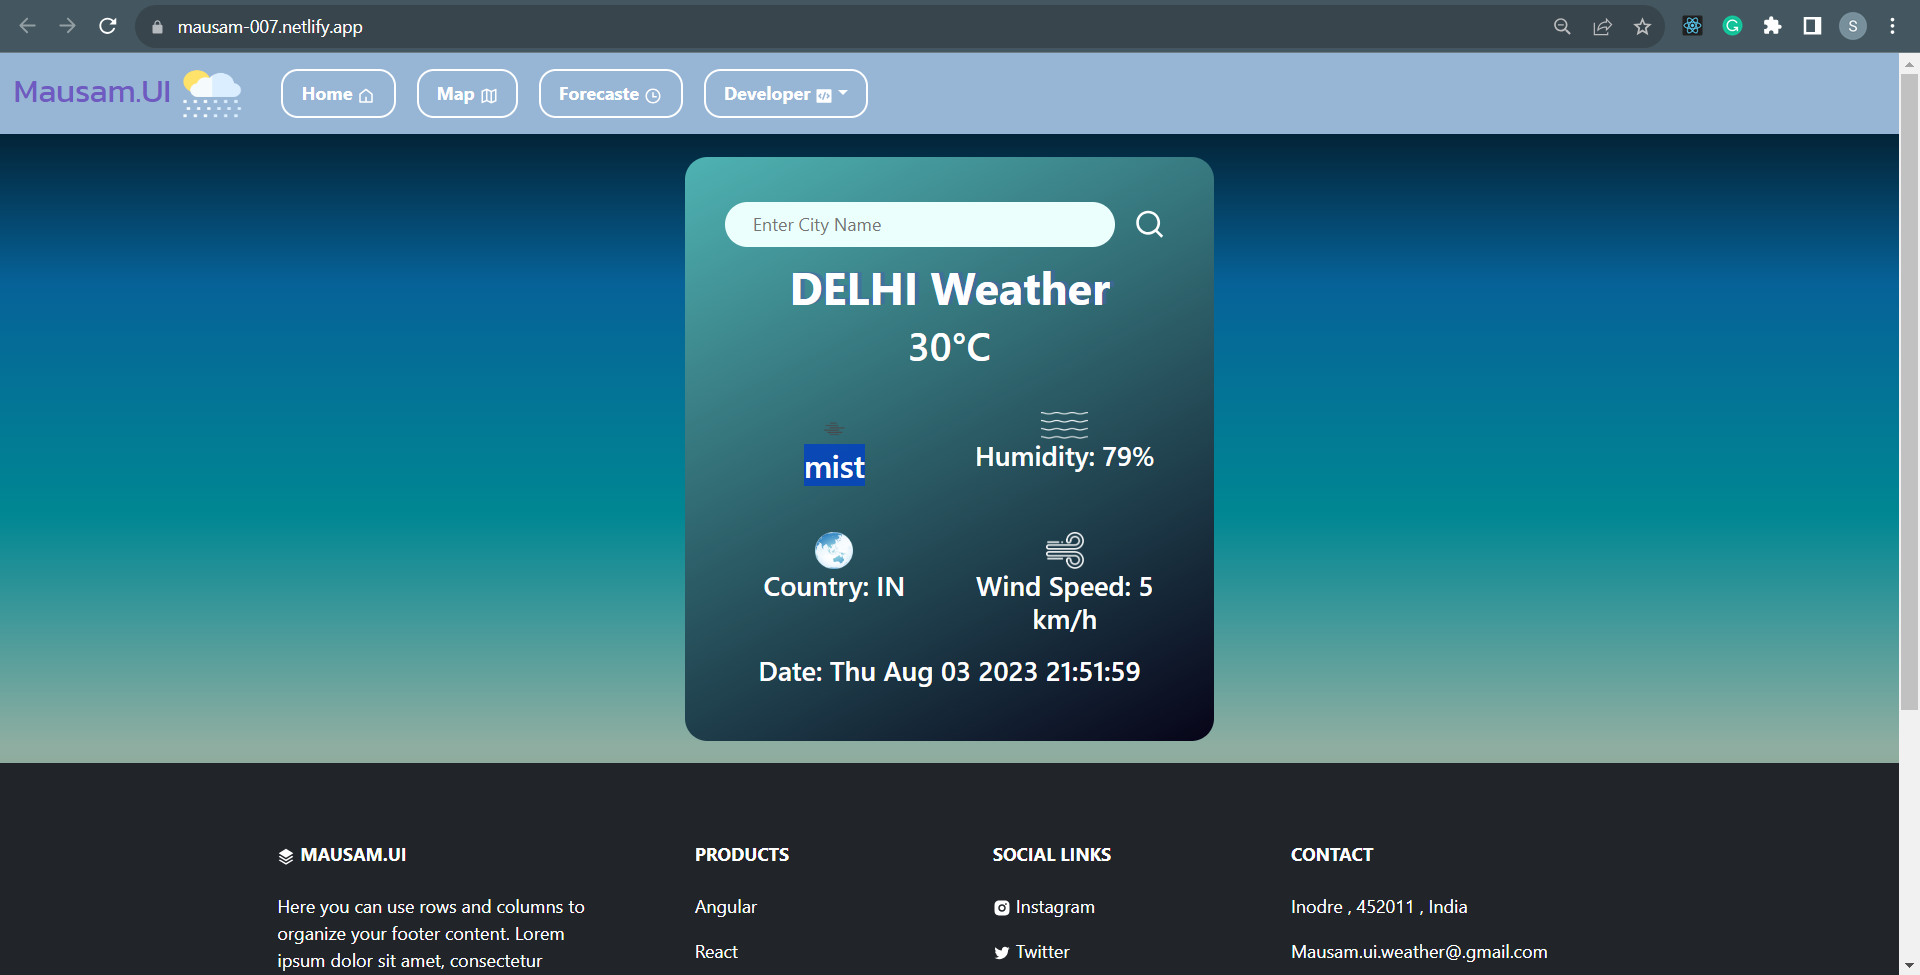 mausam-007.netlify.app
S
Mausam.UI
Home
Map
Forecaste
Developer
Enter City Name
DELHI Weather
30°C
mist
Humidity: 79%
Country: IN
Wind Speed: 5
km/h
Date: Thu Aug 03 2023 21:51:59
MAUSAM.UI
Here you can use rows and columns to
organize your footer content. Lorem
ipsum dolor sit amet, consectetur
PRODUCTS
Angular
React
SOCIAL LINKS
Instagram
Twitter
CONTACT
Inodre , 452011 , India
Mausam.ui.weather@.gmail.com